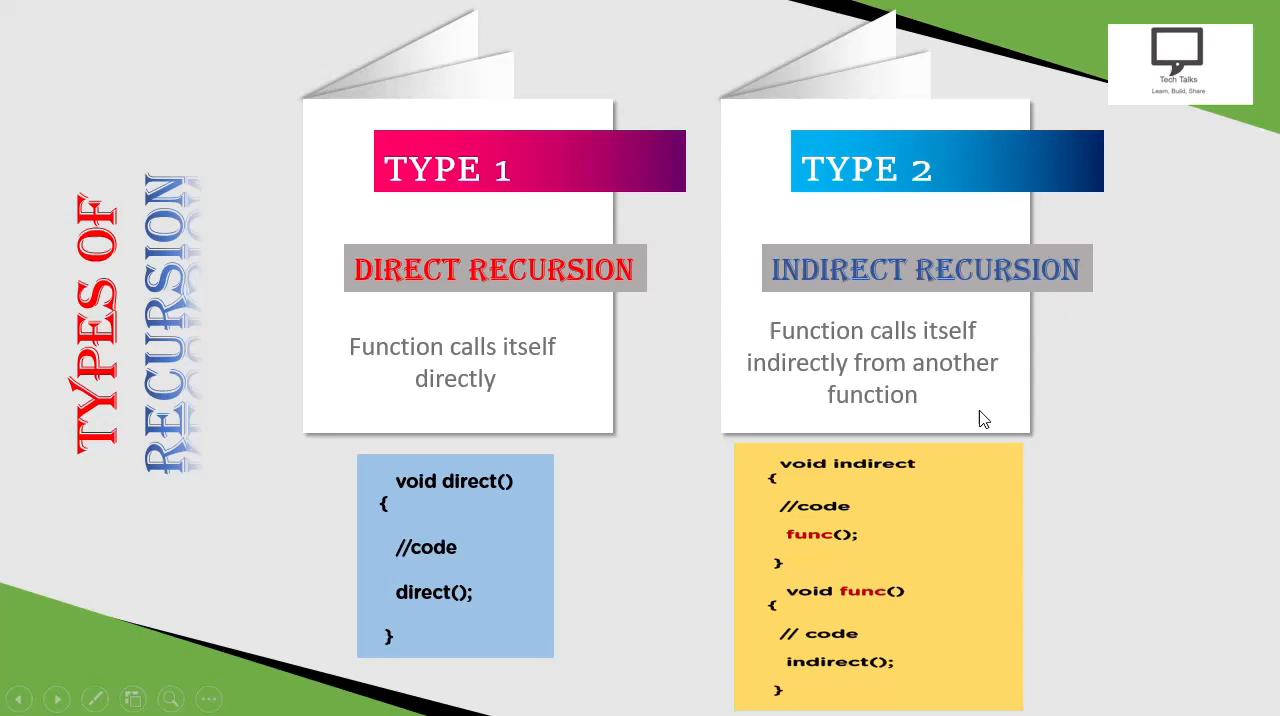 TYPES OF
RECURSION
TYPE 1
DIRECT RECURSION
Function calls itself
directly
void direct()
{
//code
direct();
}
TYPE 2
INDIRECT RECURSION
Function calls itself
indirectly from another
function
void indirect
{
//code
func();
}
void func()
{
// code
indirect();
}
Tech Talks
Learn, Build, Share